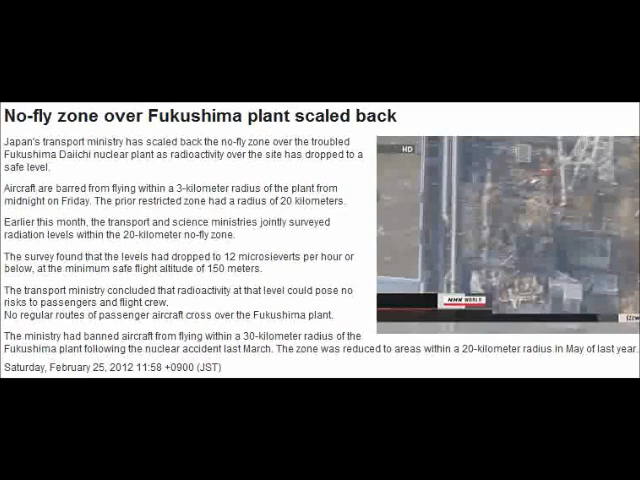 No-fly zone over Fukushima plant scaled back
Japan's transport ministry has scaled back the no-fly zone over the troubled
Fukushima Daiichi nuclear plant as radioactivity over the site has dropped to a
safe level.
Aircraft are barred from flying within a 3-kilometer radius of the plant from
midnight on Friday. The prior restricted zone had a radius of 20 kilometers.
Earlier this month, the transport and science ministries jointly surveyed
radiation levels within the 20-kilometer no-fly zone.
The survey found that the levels had dropped to 12 microsieverts per hour or
below, at the minimum safe flight altitude of 150 meters.
The transport ministry concluded that radioactivity at that level could pose no
risks to passengers and flight crew.
No regular routes of passenger aircraft cross over the Fukushima plant.
The ministry had banned aircraft from flying within a 30-kilometer radius of the
Fukushima plant following the nuclear accident last March. The zone was reduced to areas within a 20-kilometer radius in May of last year.
Saturday, February 25, 2012 11:58 +0900 (JST)
HD
NHK WORLD